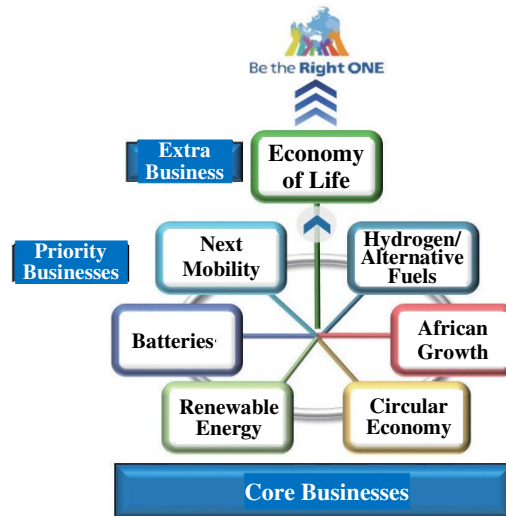 Be the Right ONE
Extra
Business
Economy
of Life
Priority
Businesses
Next
Mobility
Hydrogen/
Alternative
Fuels
Batteries
African
Growth
Renewable
Energy
Circular
Economy
Core Businesses